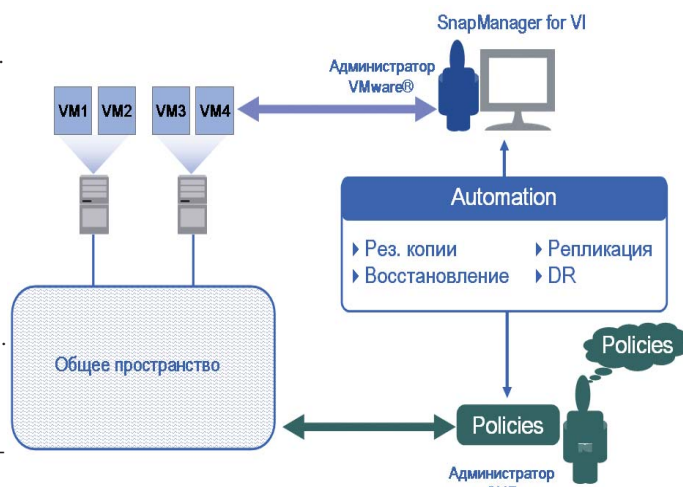 SnapManager for VI
Администратор
VMware®
VM1 VM2 VM3 VM4
Automation
Рез. копии
Восстановление
Репликация
DR
Общее пространство
Policies
Policies
Администратор